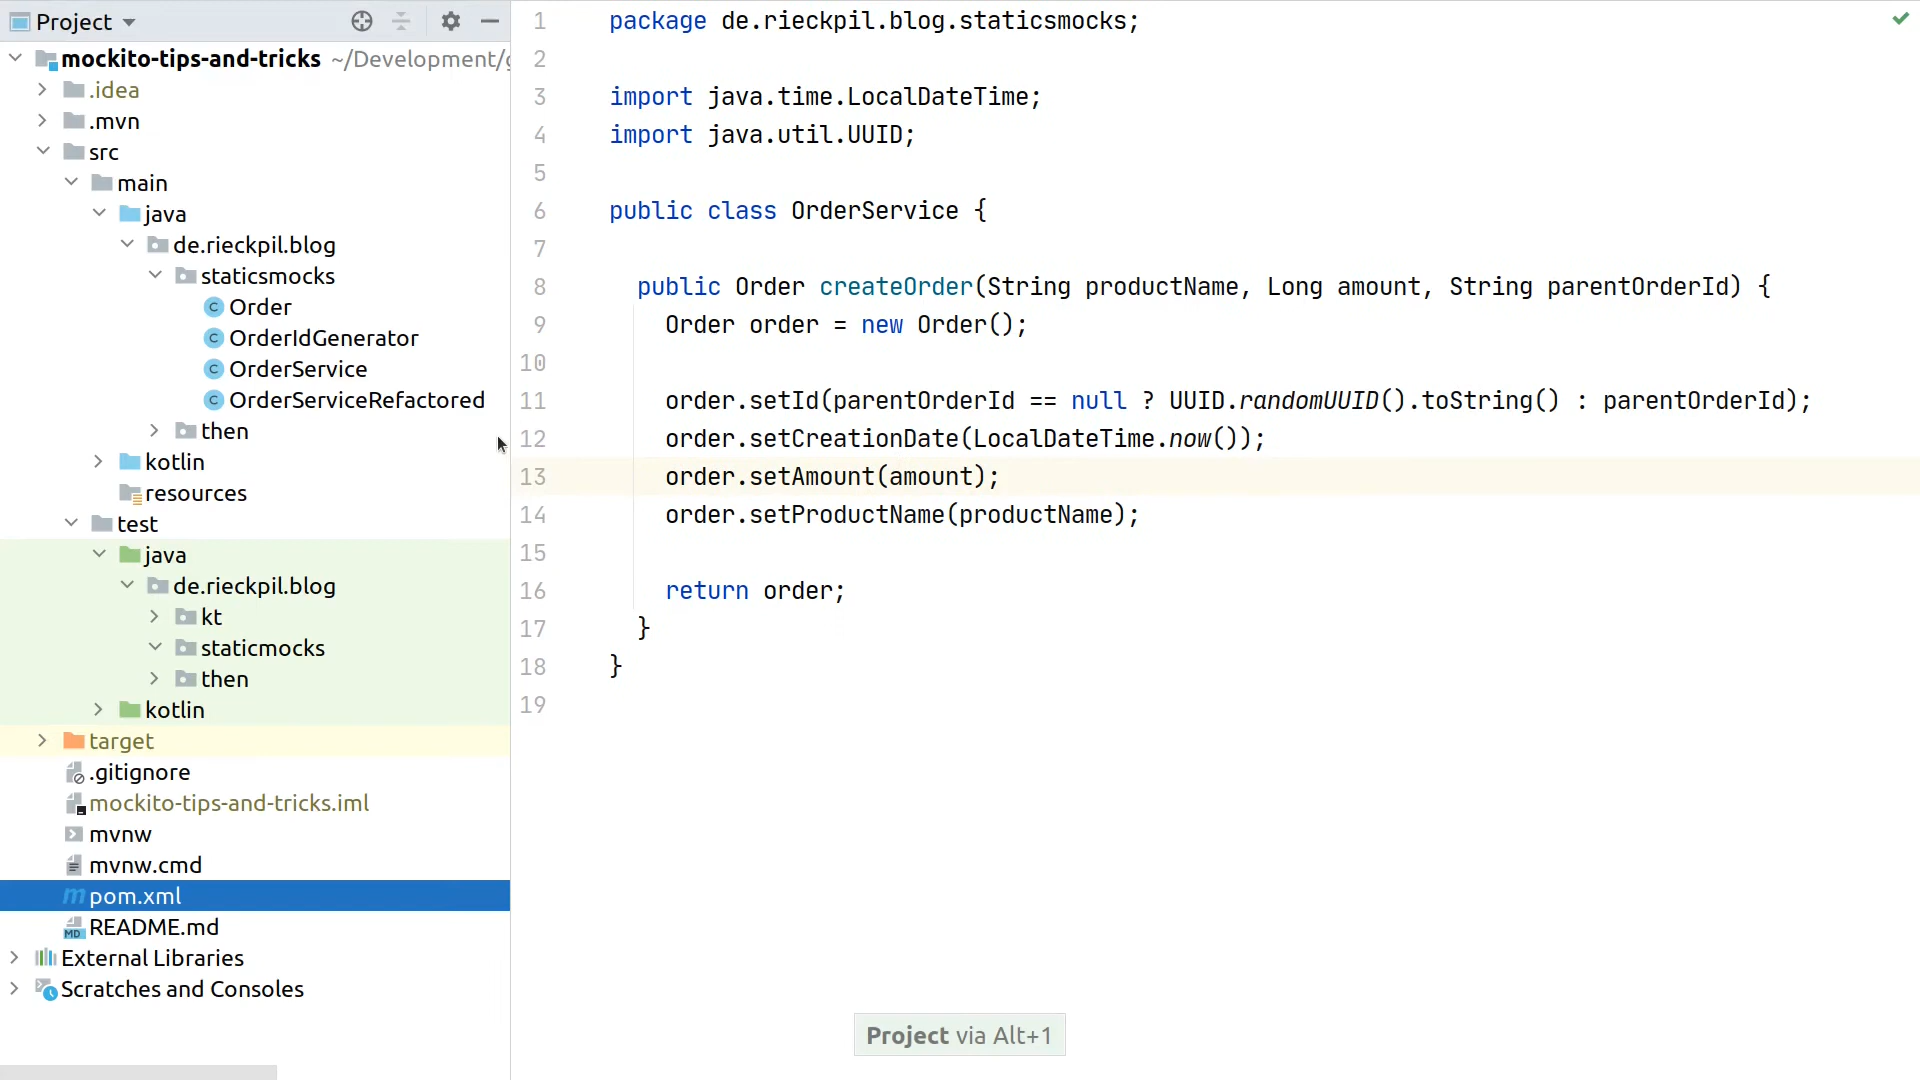 Project
mockito-tips-and-tricks ~/Development/
.idea
.mvn
src
main
java
de.rieckpil.blog
staticsmocks
C Order
C OrderIdGenerator
C OrderService
C OrderServiceRefactored
then
kotlin
resources
test
java
de.rieckpil.blog
kt
staticmocks
then
kotlin
target
.gitignore
mockito-tips-and-tricks.iml
mvnw
mvnw.cmd
m pom.xml
MD README.md
External Libraries
Scratches and Consoles
1 package de.rieckpil.blog.staticsmocks;
2
3 import java.time.LocalDateTime;
4 import java.util.UUID;
5
6 public class OrderService {
7
8 public Order createOrder(String productName, Long amount, String parentOrderId) {
9 Order order = new Order();
10
11 order.setId(parentOrderId == null ? UUID.randomUUID().toString() : parentOrderId);
12 order.setCreationDate(LocalDateTime.now());
13 order.setAmount(amount);
14 order.setProductName(productName);
15
16 return order;
17 }
18 }
19
Project via Alt+1